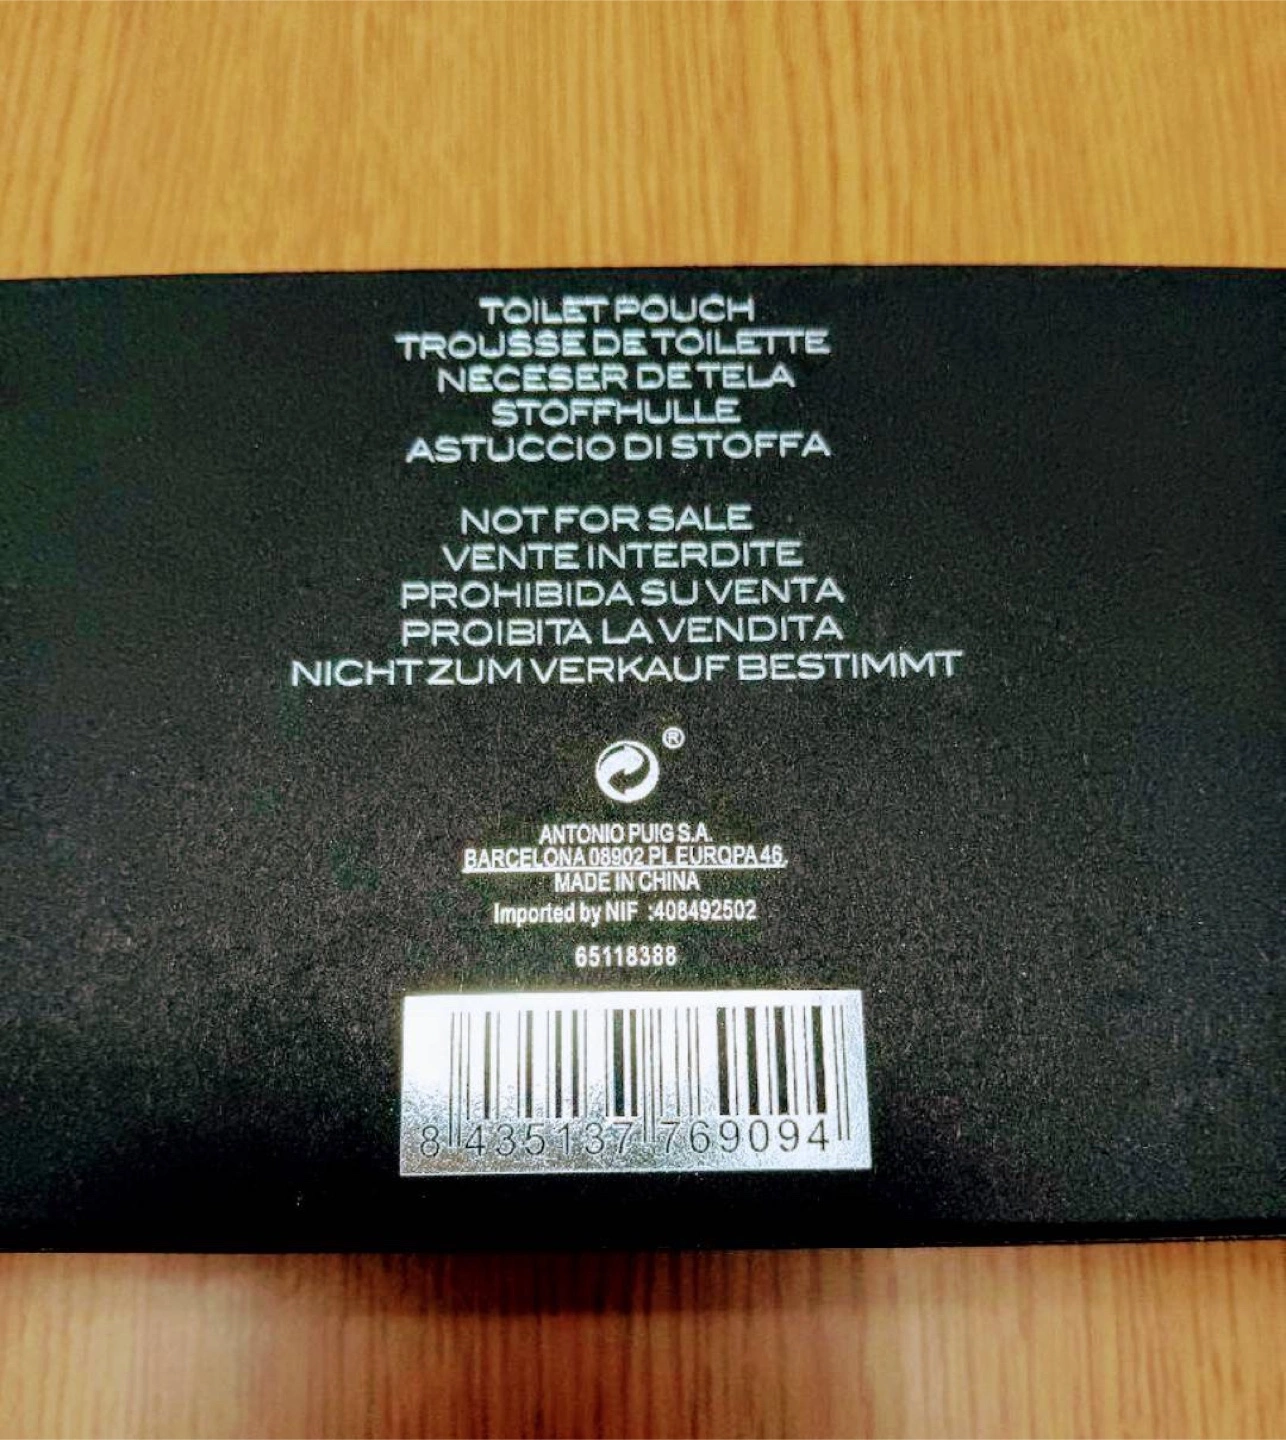 TOILET POUCH
TROUSSE DE TOILETTE
NECESER DE TELA
STOFFHULLE
ASTUCCIO DI STOFFA
NOT FOR SALE
VENTE INTERDITE
PROHIBIDA SU VENTA
PROIBITA LA VENDITA
NICHT ZUM VERKAUF BESTIMMT
®
ANTONIO PUIG S.A.
BARCELONA 08902 PL EUROPA 46.
MADE IN CHINA
Imported by NIF :408492502
65118388
8 435137 769094